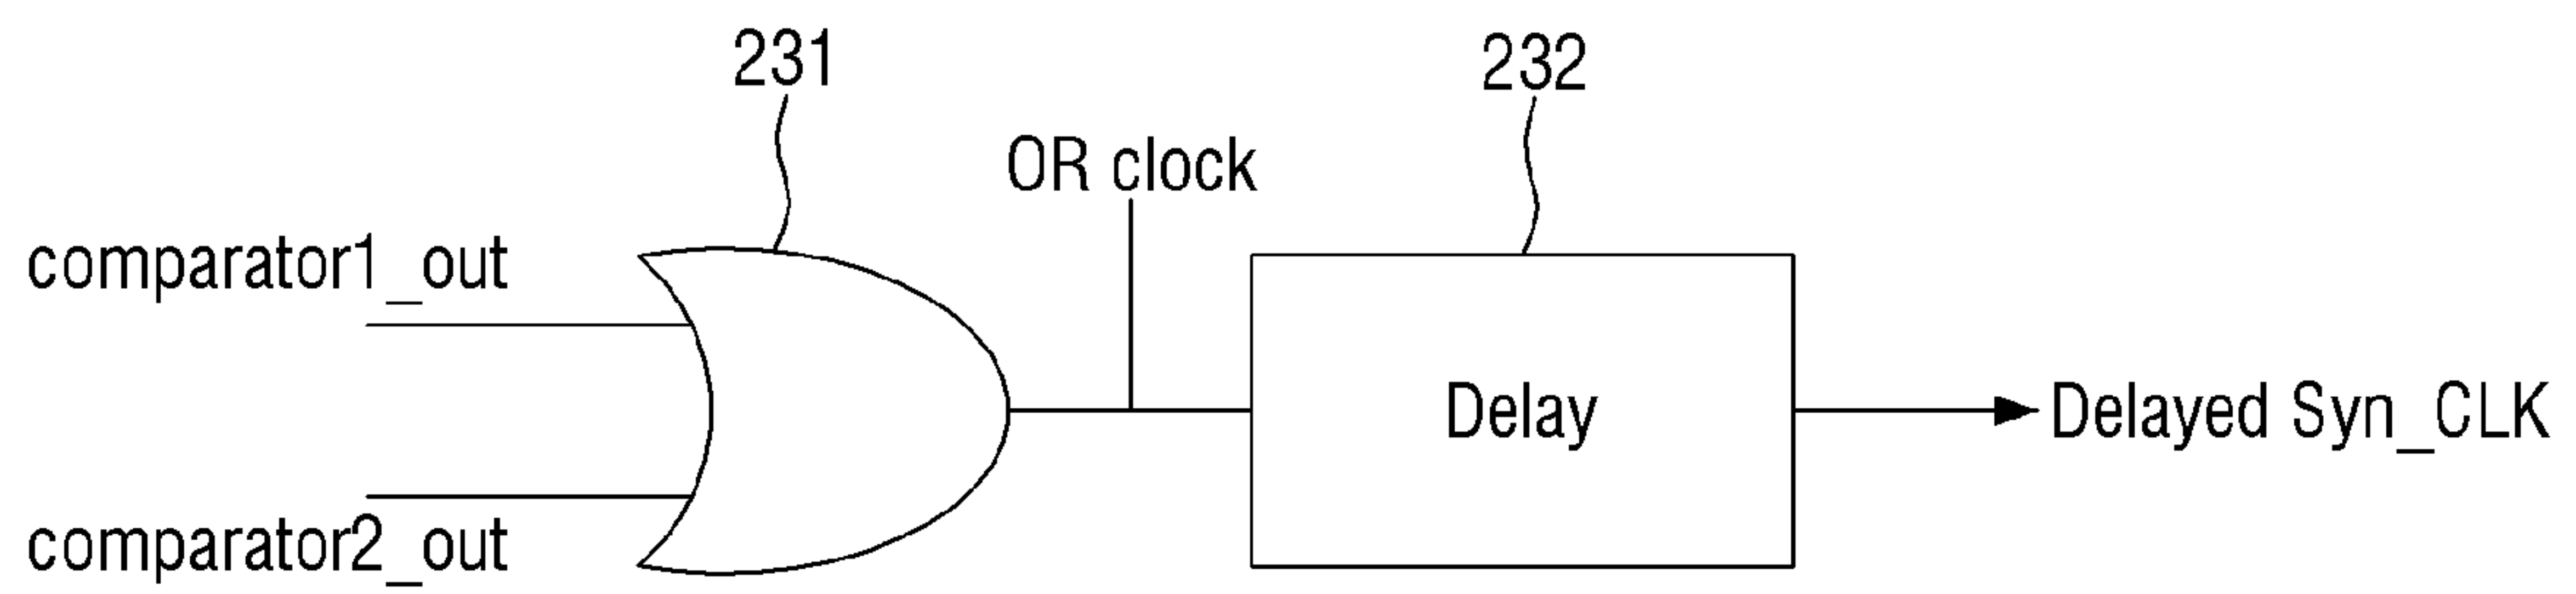 231
232
OR clock
comparator1_out
Delay
Delayed Syn_CLK
comparator2_out